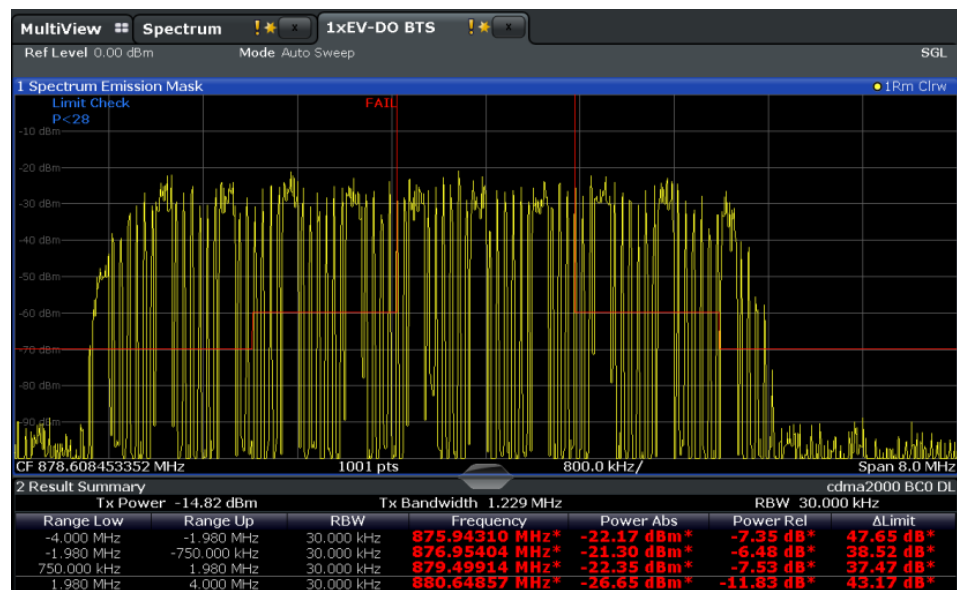 MultiView Spectrum ! x 1xEV-DO BTS ! x
Ref Level 0.00 dBm Mode Auto Sweep SGL
1 Spectrum Emission Mask 1Rm Clrw
Limit Check FAIL
P<28
-10 dBm
-20 dBm
-30 dBm
-40 dBm
-50 dBm
-60 dBm
-70 dBm
-80 dBm
-90 dBm
CF 878.608453352 MHz 1001 pts 800.0 kHz/ Span 8.0 MHz
2 Result Summary cdma2000 BC0 DL
Tx Power -14.82 dBm Tx Bandwidth 1.229 MHz RBW 30.000 kHz
Range Low Range Up RBW Frequency Power Abs Power Rel ΔLimit
-4.000 MHz -1.980 MHz 30.000 kHz 875.94310 MHz* -22.17 dBm* -7.35 dB* 47.65 dB*
-1.980 MHz -750.000 kHz 30.000 kHz 876.95404 MHz* -21.30 dBm* -6.48 dB* 38.52 dB*
750.000 kHz 1.980 MHz 30.000 kHz 879.49914 MHz* -22.35 dBm* -7.53 dB* 37.47 dB*
1.980 MHz 4.000 MHz 30.000 kHz 880.64857 MHz* -26.65 dBm* -11.83 dB* 43.17 dB*